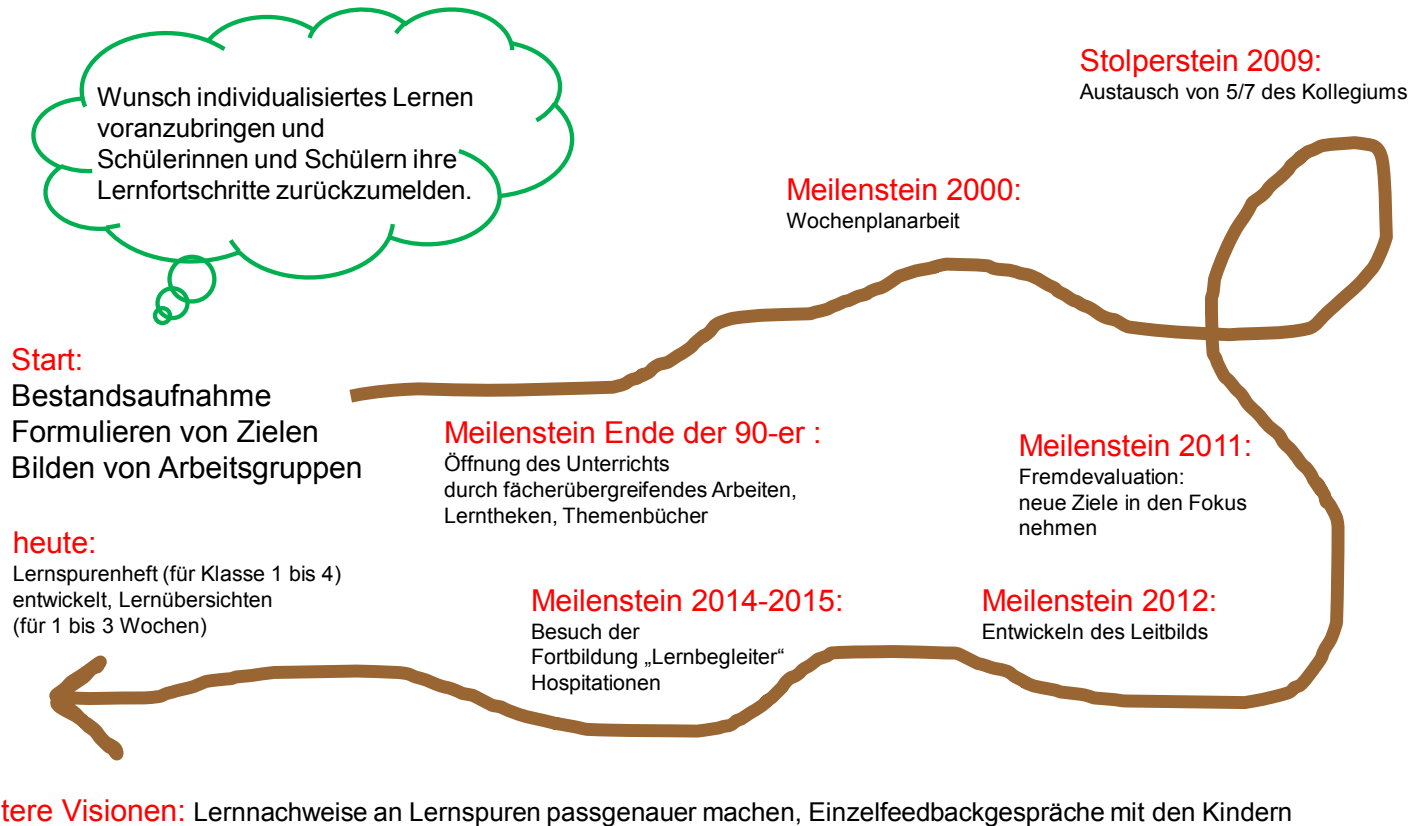 Wunsch individualisiertes Lernen
voranzubringen und
Schülerinnen und Schülern ihre
Lernfortschritte zurückzumelden.
Stolperstein 2009:
Austausch von 5/7 des Kollegiums
Meilenstein 2000:
Wochenplanarbeit
Start:
Bestandsaufnahme
Formulieren von Zielen
Bilden von Arbeitsgruppen
Meilenstein Ende der 90-er :
Öffnung des Unterrichts
durch fächerübergreifendes Arbeiten,
Lerntheken, Themenbücher
Meilenstein 2011:
Fremdevaluation:
neue Ziele in den Fokus
nehmen
heute:
Lernspurenheft (für Klasse 1 bis 4)
entwickelt, Lernübersichten
(für 1 bis 3 Wochen)
Meilenstein 2014-2015:
Besuch der
Fortbildung „Lernbegleiter“
Hospitationen
Meilenstein 2012:
Entwickeln des Leitbilds
tere Visionen: Lernnachweise an Lernspuren passgenauer machen, Einzelfeedbackgespräche mit den Kindern